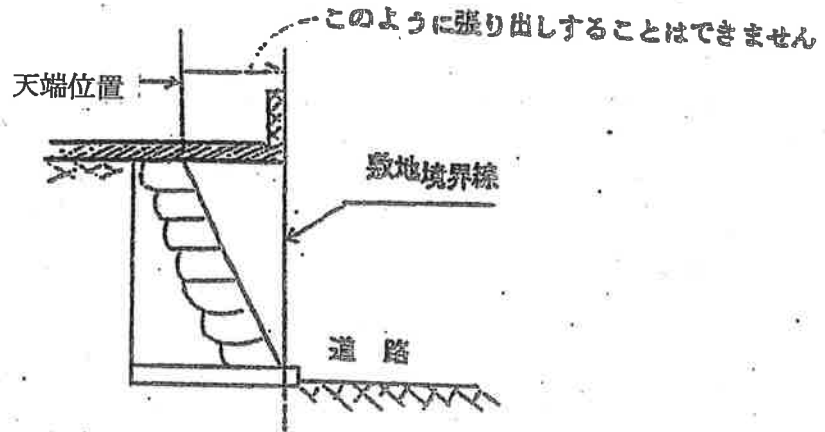 このように張り出しすることはできません
天端位置
敷地境界線
道路